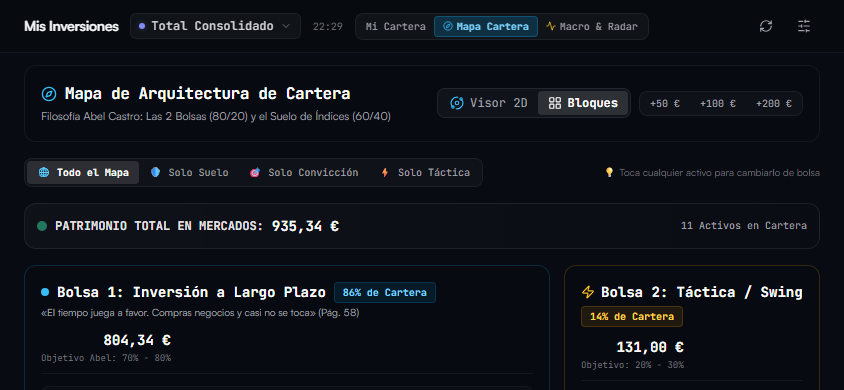 Mis Inversiones
Total Consolidado
22:29
Mi Cartera
Mapa Cartera
Macro & Radar
Mapa de Arquitectura de Cartera
Filosofía Abel Castro: Las 2 Bolsas (80/20) y el Suelo de Índices (60/40)
Visor 2D
Bloques
+50 €
+100 €
+200 €
Todo el Mapa
Solo Suelo
Solo Convicción
Solo Táctica
Toca cualquier activo para cambiarlo de bolsa
PATRIMONIO TOTAL EN MERCADOS: 935,34 €
11 Activos en Cartera
Bolsa 1: Inversión a Largo Plazo
86% de Cartera
«El tiempo juega a favor. Compras negocios y casi no se toca» (Pág. 58)
804,34 €
Objetivo Abel: 70% - 80%
Bolsa 2: Táctica / Swing
14% de Cartera
131,00 €
Objetivo: 20% - 30%